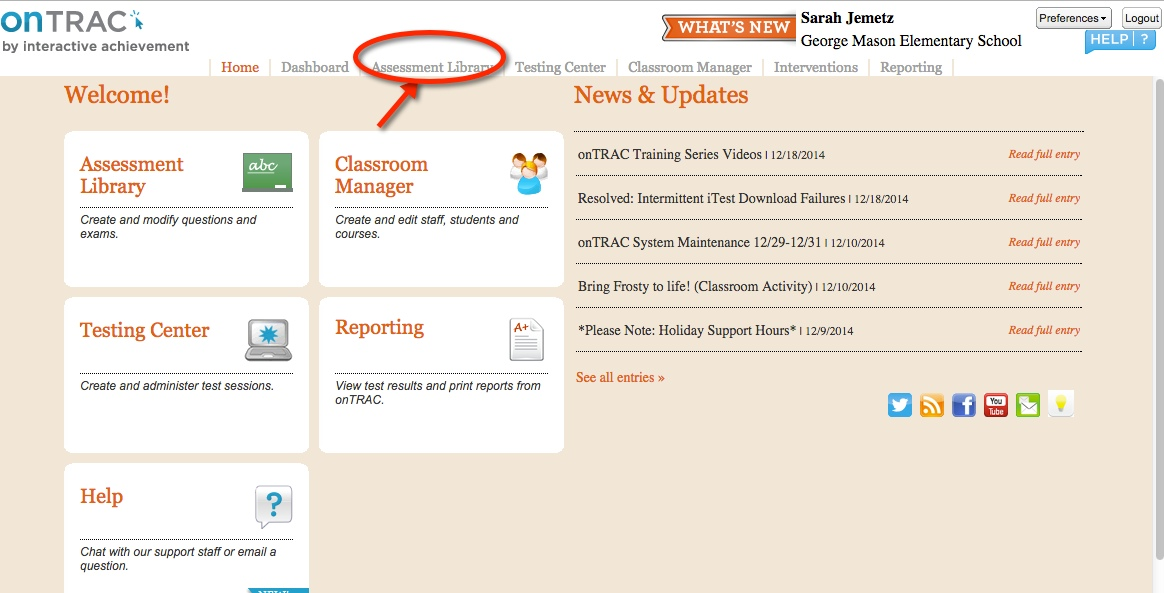 onTRAC
by interactive achievement
WHAT'S NEW
Sarah Jemetz
George Mason Elementary School
Preferences
Logout
HELP ?
Home
Dashboard
Assessment Library
Testing Center
Classroom Manager
Interventions
Reporting
Welcome!
Assessment
Library
abc
Create and modify questions and
exams.
Classroom
Manager
Create and edit staff, students and
courses.
Testing Center
Create and administer test sessions.
Reporting
A+
View test results and print reports from
onTRAC.
Help
?
Chat with our support staff or email a
question.
NEW!
News & Updates
onTRAC Training Series Videos | 12/18/2014
Read full entry
Resolved: Intermittent iTest Download Failures | 12/18/2014
Read full entry
onTRAC System Maintenance 12/29-12/31 | 12/10/2014
Read full entry
Bring Frosty to life! (Classroom Activity) | 12/10/2014
Read full entry
*Please Note: Holiday Support Hours* | 12/9/2014
Read full entry
See all entries »
You
Tube